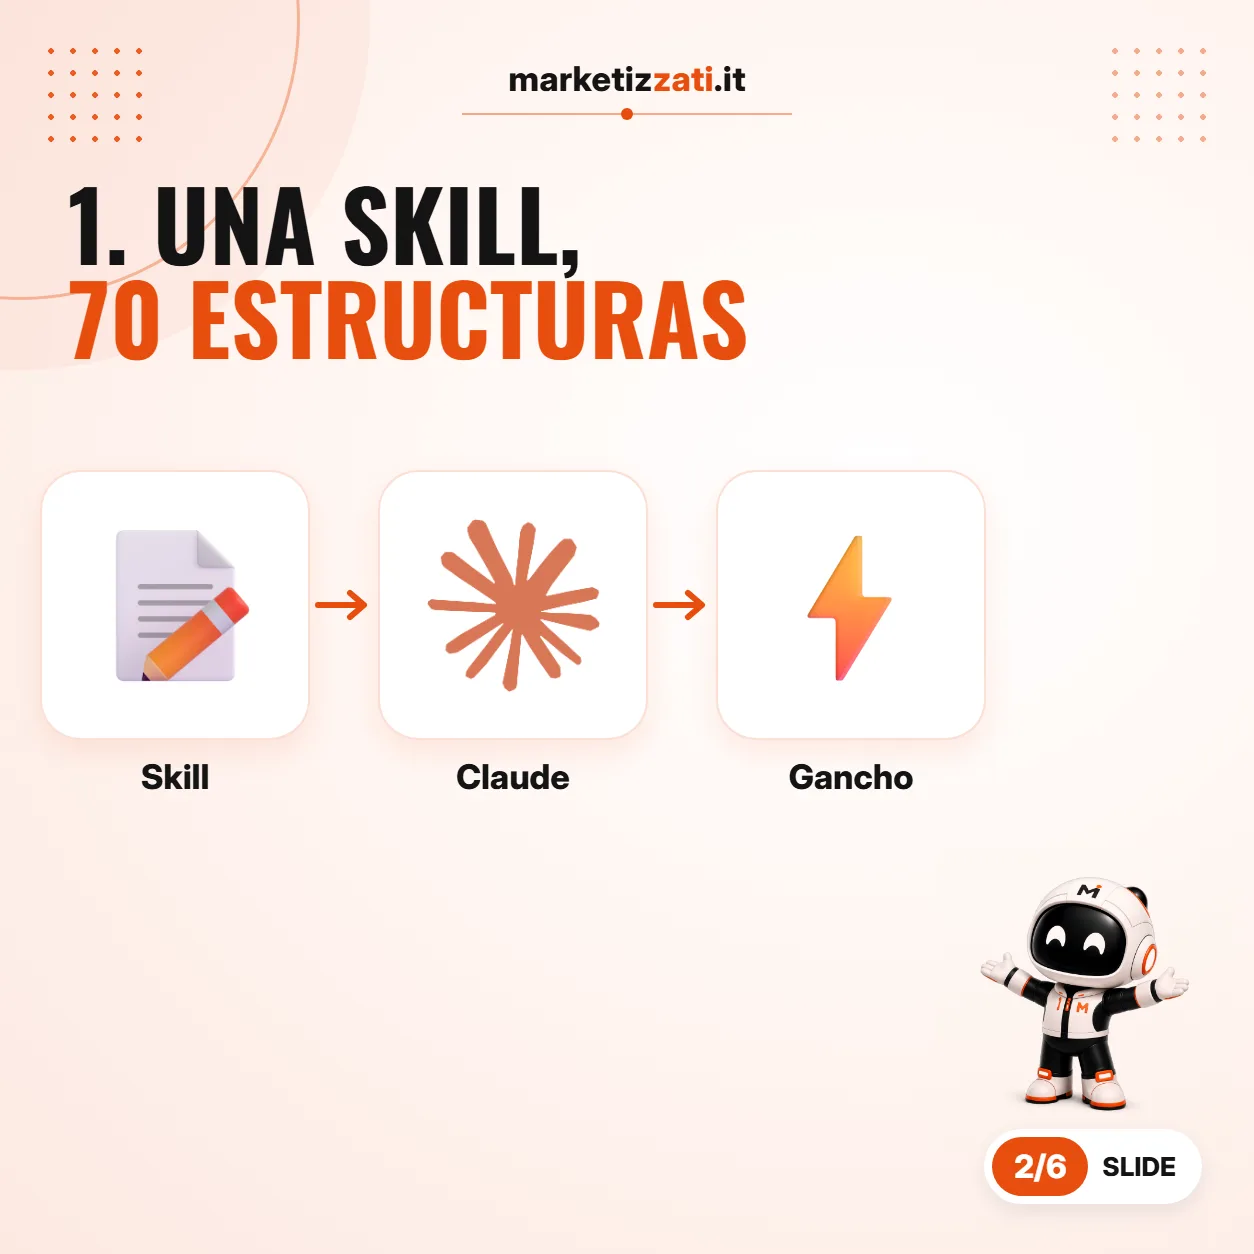 marketizzati.it
1. UNA SKILL,
70 ESTRUCTURAS
Skill
Claude
Gancho
M
2/6 SLIDE